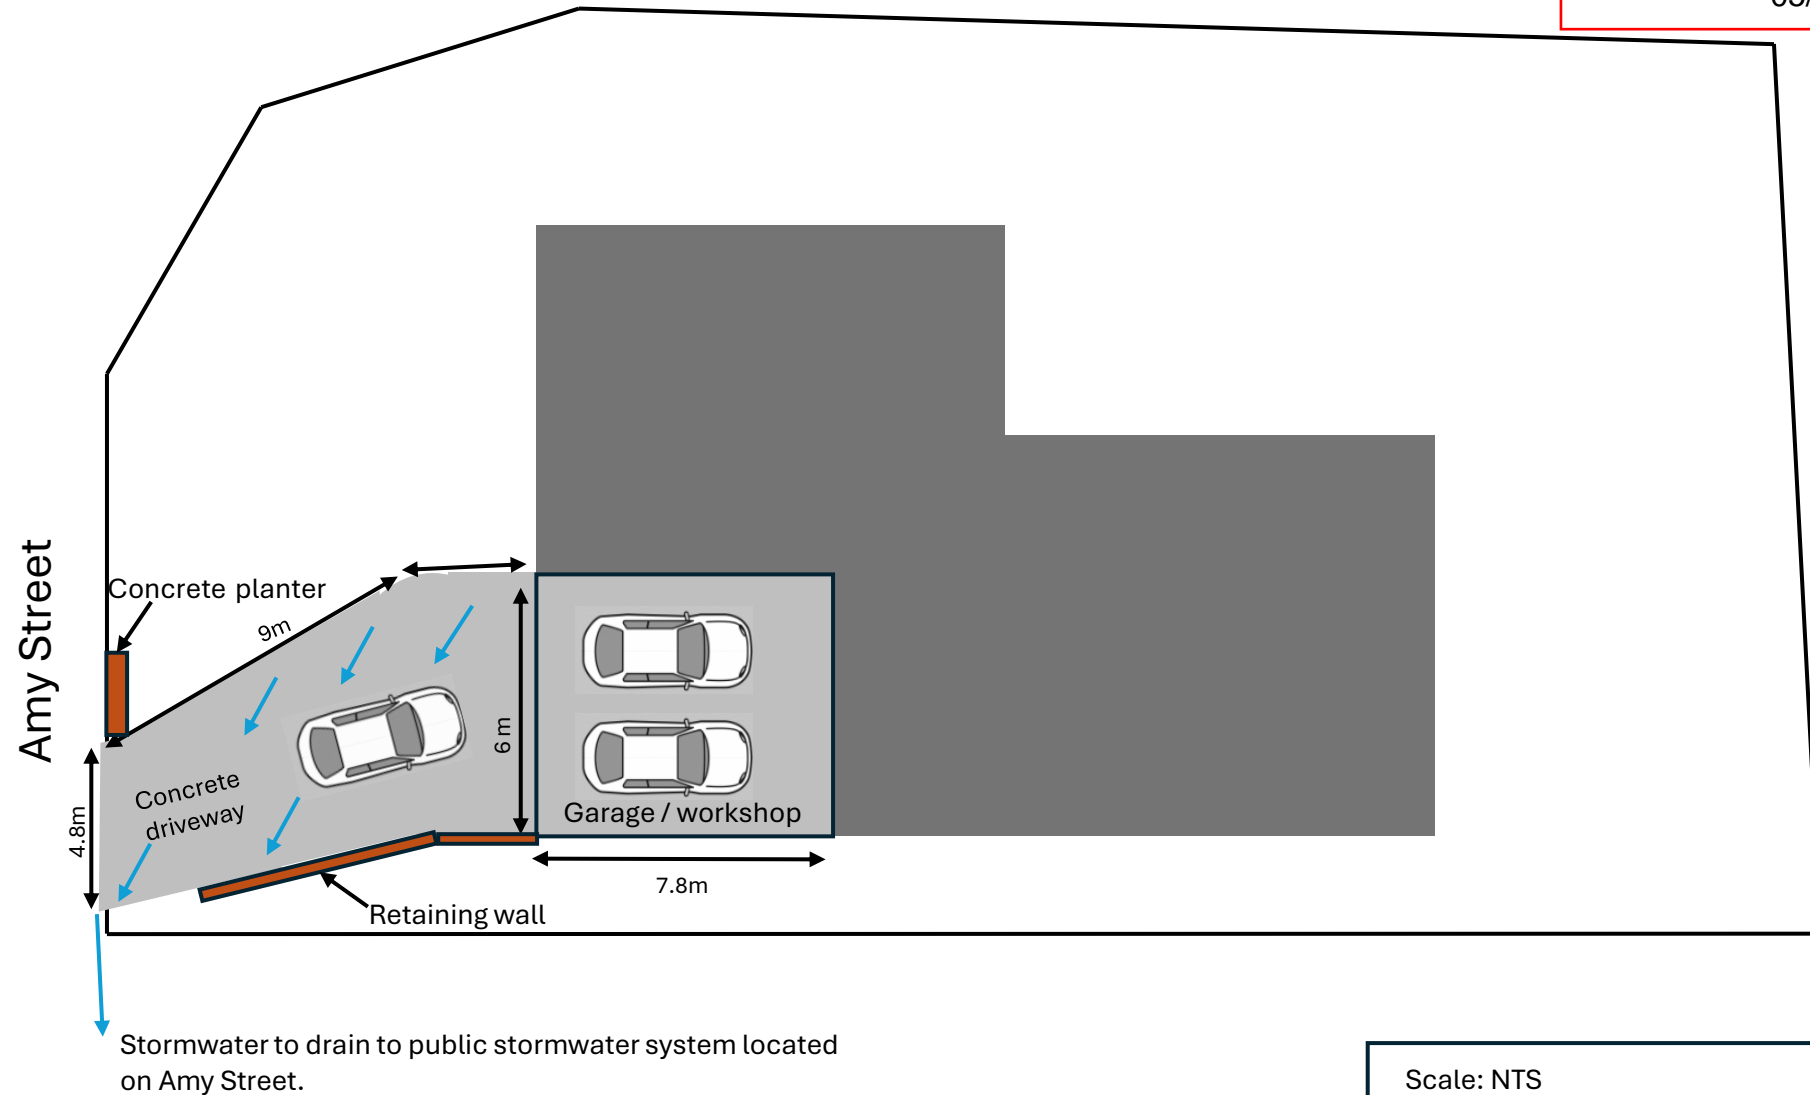 Amy Street
Concrete planter
9m
6 m
Concrete
driveway
4.8m
Garage / workshop
7.8m
Retaining wall
Stormwater to drain to public stormwater system located
on Amy Street.
Scale: NTS